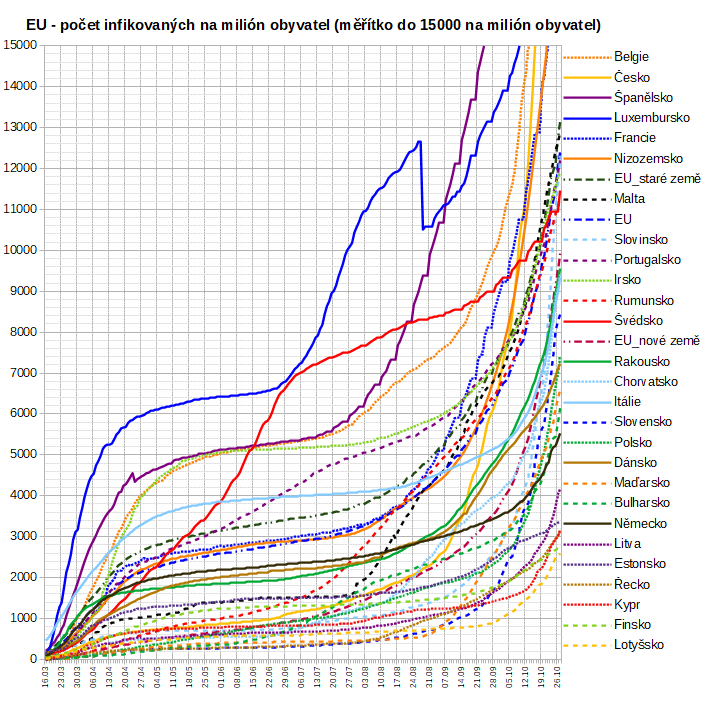 EU - počet infikovaných na milión obyvatel (měřítko do 15000 na milión obyvatel)
15000
14000
13000
12000
11000
10000
9000
8000
7000
6000
5000
4000
3000
2000
1000
0
16.03
23.03
30.03
06.04
13.04
20.04
27.04
04.05
11.05
18.05
25.05
01.06
08.06
15.06
22.06
29.06
06.07
13.07
20.07
27.07
03.08
10.08
17.08
24.08
31.08
07.09
14.09
21.09
28.09
05.10
12.10
19.10
26.10
Belgie
Česko
Španělsko
Luxembursko
Francie
Nizozemsko
EU_staré země
Malta
EU
Slovinsko
Portugalsko
Irsko
Rumunsko
Švédsko
EU_nové země
Rakousko
Chorvatsko
Itálie
Slovensko
Polsko
Dánsko
Maďarsko
Bulharsko
Německo
Litva
Estonsko
Řecko
Kypr
Finsko
Lotyšsko